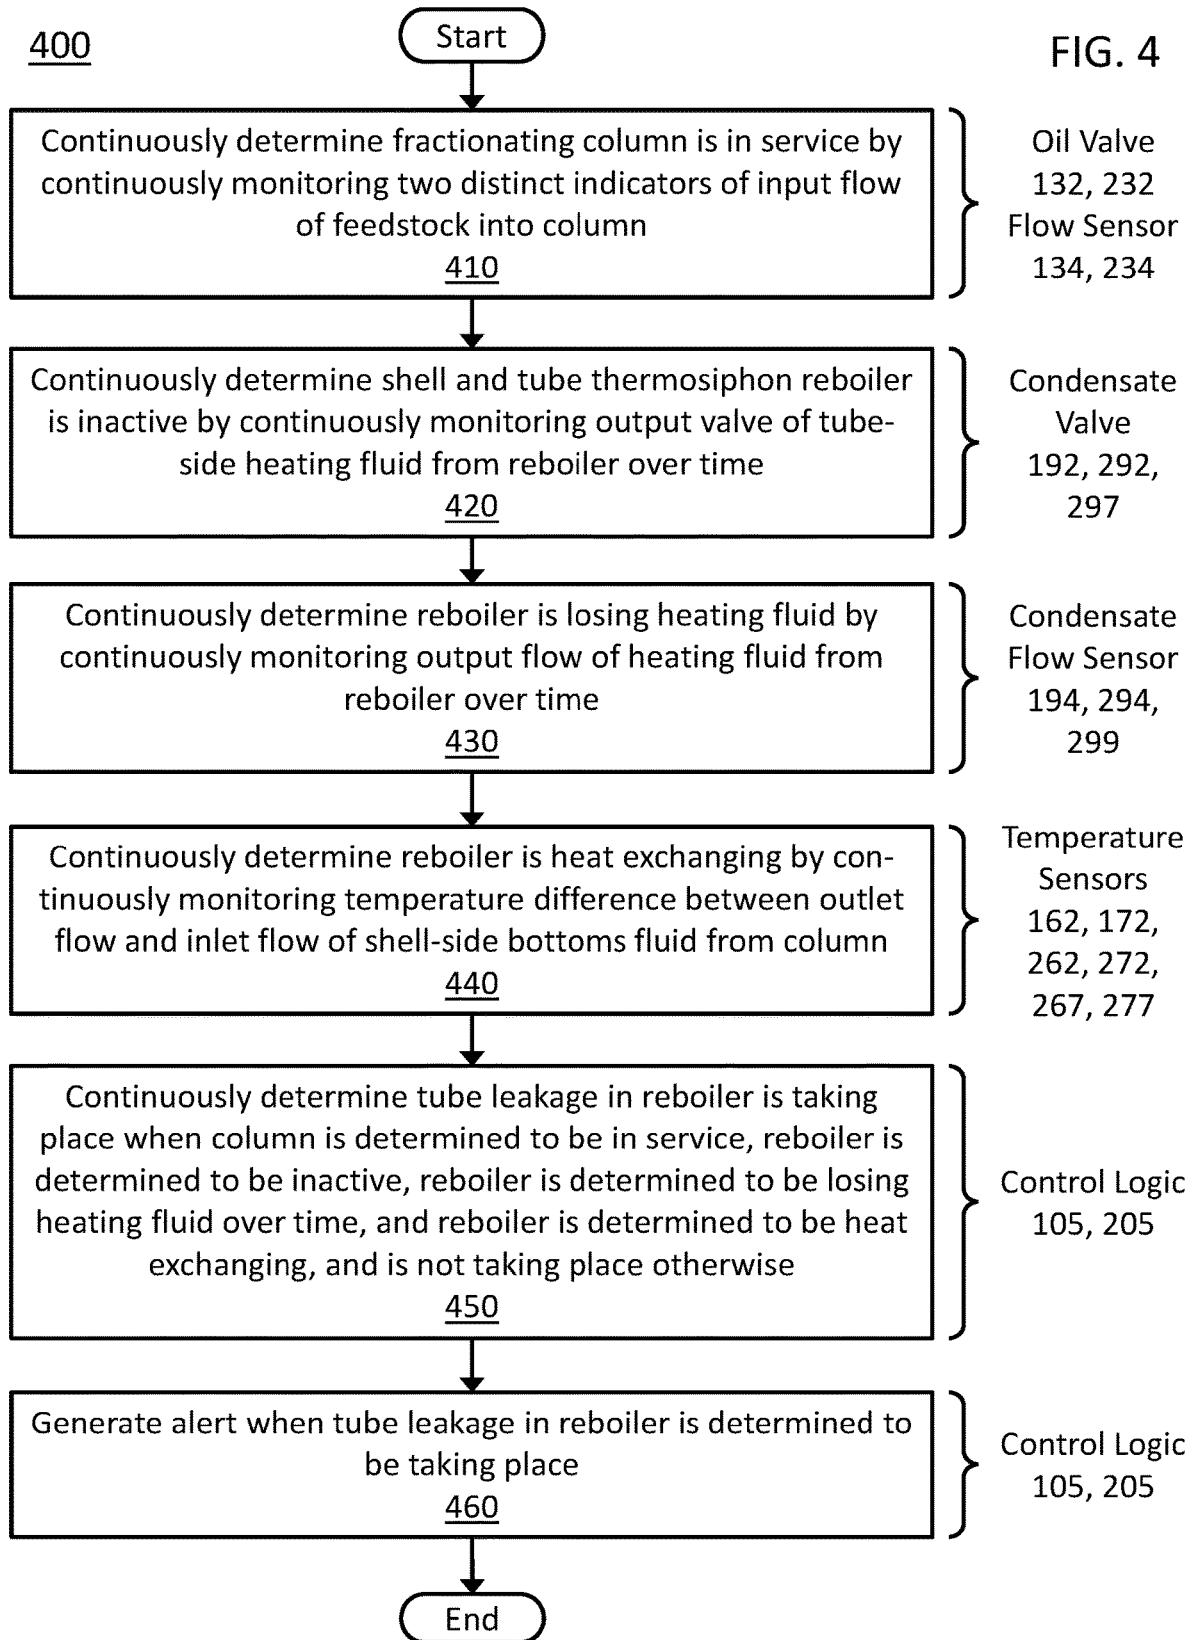 400
Start
FIG. 4
Continuously determine fractionating column is in service by
continuously monitoring two distinct indicators of input flow
of feedstock into column
410
Oil Valve
132, 232
Flow Sensor
134, 234
Continuously determine shell and tube thermosiphon reboiler
is inactive by continuously monitoring output valve of tube-
side heating fluid from reboiler over time
420
Condensate
Valve
192, 292,
297
Continuously determine reboiler is losing heating fluid by
continuously monitoring output flow of heating fluid from
reboiler over time
430
Condensate
Flow Sensor
194, 294,
299
Continuously determine reboiler is heat exchanging by con-
tinuously monitoring temperature difference between outlet
flow and inlet flow of shell-side bottoms fluid from column
440
Temperature
Sensors
162, 172,
262, 272,
267, 277
Continuously determine tube leakage in reboiler is taking
place when column is determined to be in service, reboiler is
determined to be inactive, reboiler is determined to be losing
heating fluid over time, and reboiler is determined to be heat
exchanging, and is not taking place otherwise
450
Control Logic
105, 205
Generate alert when tube leakage in reboiler is determined to
be taking place
460
Control Logic
105, 205
End